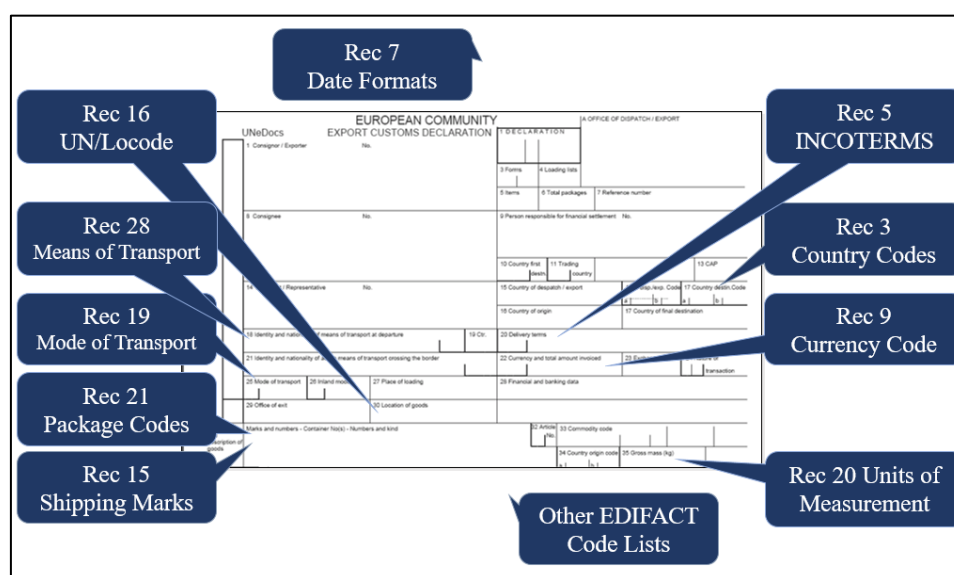 Rec 7
Date Formats
Rec 16
UN/Locode
Rec 5
INCOTERMS
Rec 28
Means of Transport
Rec 3
Country Codes
Rec 19
Mode of Transport
Rec 9
Currency Code
Rec 21
Package Codes
Rec 15
Shipping Marks
Rec 20 Units of
Measurement
Other EDIFACT
Code Lists
EUROPEAN COMMUNITY
UNeDocs EXPORT CUSTOMS DECLARATION
1 DECLARATION
A OFFICE OF DISPATCH / EXPORT
1 Consignor / Exporter No.
3 Forms 4 Loading lists
5 Items 6 Total packages 7 Reference number
8 Consignee No.
9 Person responsible for financial settlement No.
10 Country first
destn.
11 Trading
country
13 CAP
14 / Representative No.
15 Country of despatch / export
disp./exp. Code
a b
17 Country destn.Code
a b
16 Country of origin 17 Country of final destination
18 Identity and nationality of means of transport at departure 19 Ctr.
20 Delivery terms
21 Identity and nationality of means of transport crossing the border
22 Currency and total amount invoiced
transaction
25 Mode of transport 26 Inland mode 27 Place of loading
28 Financial and banking data
29 Office of exit 30 Location of goods
Marks and numbers - Container No(s) - Numbers and kind
goods
32 Article
No.
33 Commodity code
34 Country origin code 35 Gross mass (kg)